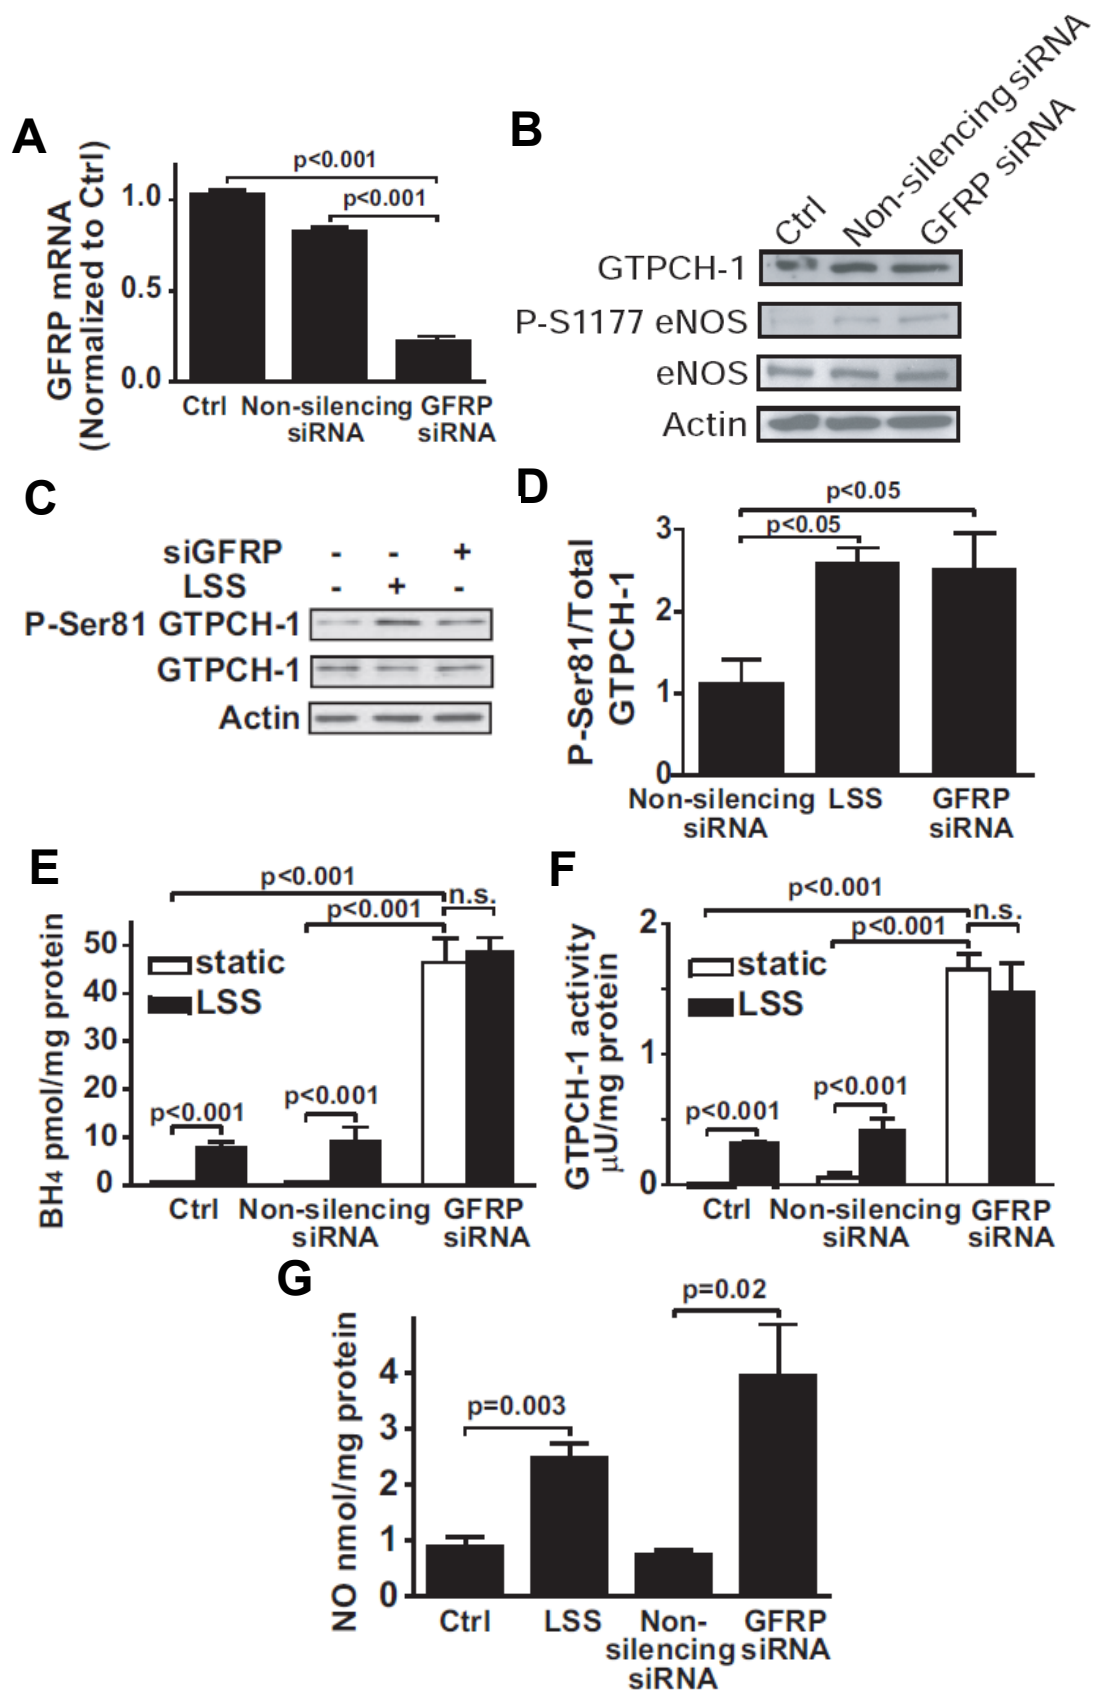 A
GFRP mRNA
(Normalized to Ctrl)
p<0.001
p<0.001
1.0
0.5
0.0
Ctrl Non-silencing GFRP
siRNA siRNA
B
Ctrl
Non-silencing siRNA
GFRP siRNA
GTPCH-1
P-S1177 eNOS
eNOS
Actin
C
siGFRP - - +
LSS - + -
P-Ser81 GTPCH-1
GTPCH-1
Actin
D
P-Ser81/Total
GTPCH-1
p<0.05
p<0.05
3
2
1
0
Non-silencing LSS GFRP
siRNA siRNA
E
BH4 pmol/mg protein
p<0.001
n.s.
p<0.001
50
40
30
20
10
0
static
LSS
p<0.001
p<0.001
Ctrl Non-silencing GFRP
siRNA siRNA
F
GTPCH-1 activity
μU/mg protein
p<0.001
n.s.
p<0.001
2
1
0
static
LSS
p<0.001
p<0.001
Ctrl Non-silencing GFRP
siRNA siRNA
G
NO nmol/mg protein
p=0.02
p=0.003
4
3
2
1
0
Ctrl LSS Non- GFRP
silencing siRNA
siRNA